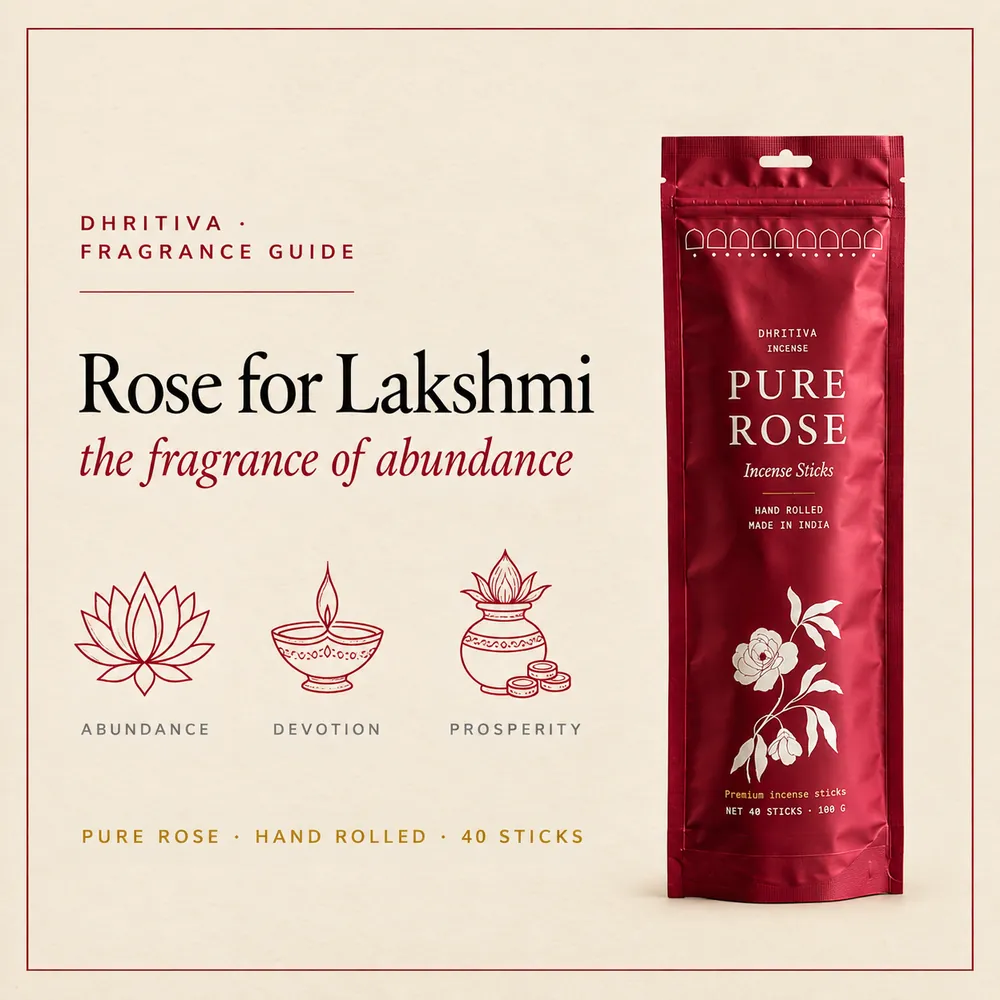 DHRITIVA ·
FRAGRANCE GUIDE
Rose for Lakshmi
the fragrance of abundance
ABUNDANCE
DEVOTION
PROSPERITY
PURE ROSE · HAND ROLLED · 40 STICKS
DHRITIVA
INCENSE
PURE
ROSE
Incense Sticks
HAND ROLLED
MADE IN INDIA
Premium incense sticks
NET 40 STICKS · 100 G